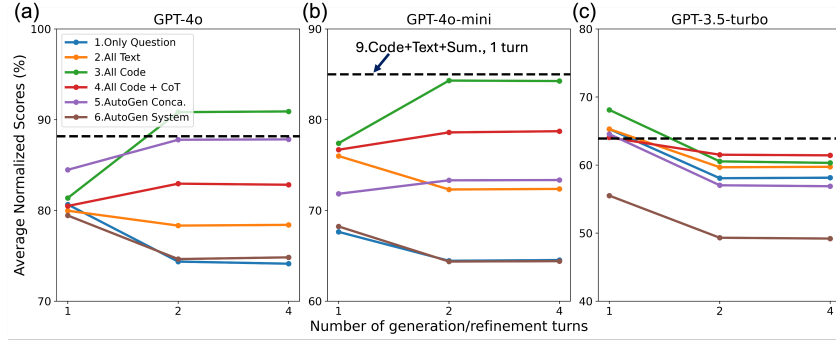 (a)
GPT-4o
(b)
GPT-4o-mini
(c)
GPT-3.5-turbo
Average Normalized Scores (%)
100
90
80
70
1.Only Question
2.All Text
3.All Code
4.All Code + CoT
5.AutoGen Conca.
6.AutoGen System
1
2
4
90
80
70
60
9.Code+Text+Sum., 1 turn
1
2
4
80
70
60
50
40
1
2
4
Number of generation/refinement turns